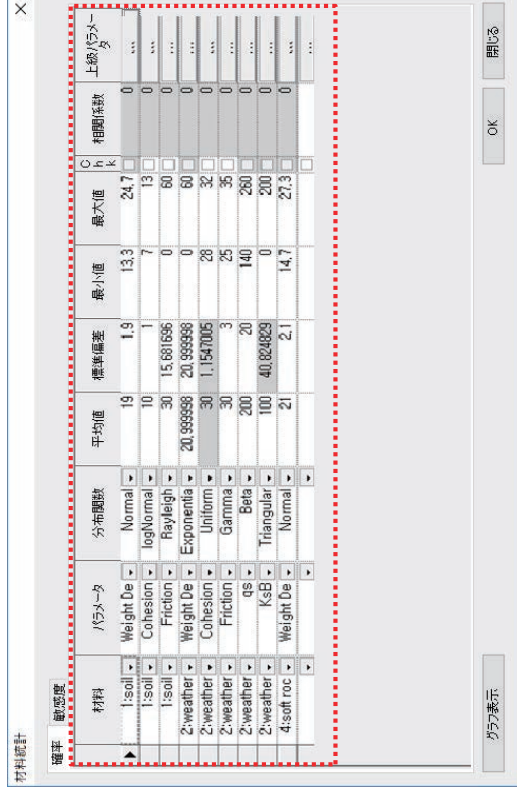 材料統計 ×
確率 敏感度
材料 パラメータ 分布関数 平均値 標準偏差 最小値 最大値 Chk 相関係数 上級パラメータ
1:soil Weight De Normal 19 1.9 13.3 24.7 0 ...
1:soil Cohesion logNormal 10 1 7 13 0 ...
1:soil Friction Rayleigh 30 15.681696 0 60 0 ...
2:weather Weight De Exponentia 20.999998 20.999998 0 60 0 ...
2:weather Cohesion Uniform 30 1.1547005 28 32 0 ...
2:weather Friction Gamma 30 3 25 35 0 ...
2:weather qs Beta 200 20 140 260 0 ...
2:weather KsB Triangular 100 40.824829 0 200 0 ...
4:soft roc Weight De Normal 21 2.1 14.7 27.3 0 ...
...
グラフ表示 OK 閉じる